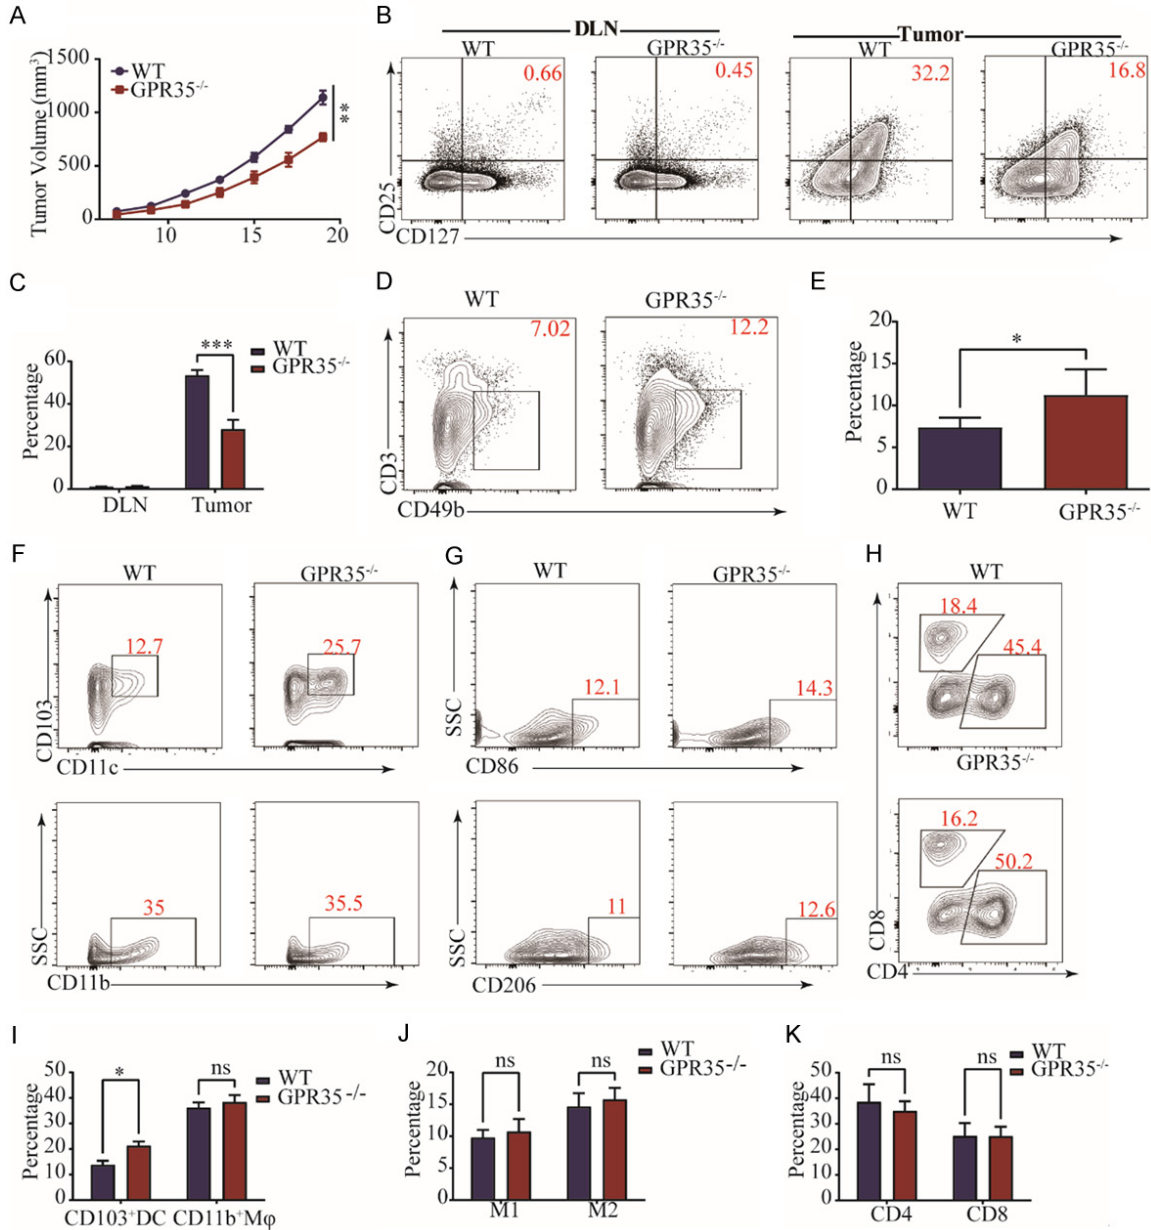 A
Tumor Volume (mm³)
1500
1000
500
0
10
15
20
WT
GPR35-/-
**
B
DLN
Tumor
WT
GPR35-/-
WT
GPR35-/-
0.66
0.45
32.2
16.8
CD25
CD127
C
Percentage
60
40
20
0
DLN
Tumor
***
WT
GPR35-/-
D
WT
GPR35-/-
7.02
12.2
CD3
CD49b
E
Percentage
20
15
10
5
0
*
WT
GPR35-/-
F
WT
GPR35-/-
12.7
25.7
CD103
CD11c
35
35.5
SSC
CD11b
G
WT
GPR35-/-
12.1
14.3
SSC
CD86
11
12.6
SSC
CD206
H
WT
18.4
45.4
GPR35-/-
16.2
50.2
CD8
CD4
I
Percentage
50
40
30
20
10
0
*
ns
WT
GPR35-/-
CD103+DC
CD11b+Mφ
J
Percentage
20
15
10
5
0
ns
ns
WT
GPR35-/-
M1
M2
K
Percentage
50
40
30
20
10
0
ns
ns
WT
GPR35-/-
CD4
CD8